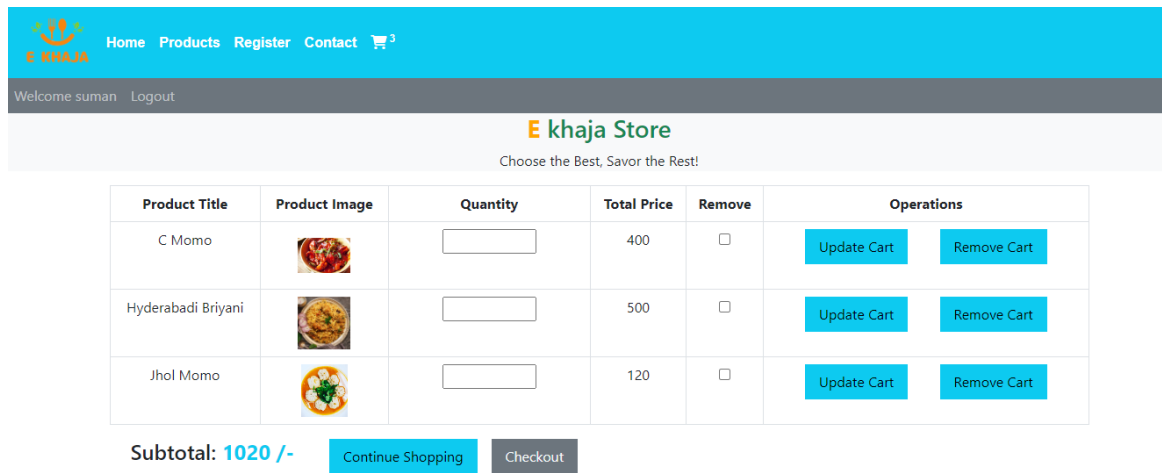 E KHAJA
Home Products Register Contact 3
Welcome suman Logout
E khaja Store
Choose the Best, Savor the Rest!
Product Title Product Image Quantity Total Price Remove Operations
C Momo 400 Update Cart Remove Cart
Hyderabadi Briyani 500 Update Cart Remove Cart
Jhol Momo 120 Update Cart Remove Cart
Subtotal: 1020 /- Continue Shopping Checkout